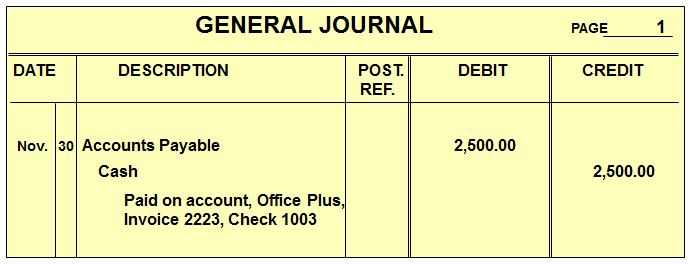 GENERAL JOURNAL PAGE 1
DATE DESCRIPTION POST. REF. DEBIT CREDIT
Nov. 30 Accounts Payable 2,500.00
Cash 2,500.00
Paid on account, Office Plus,
Invoice 2223, Check 1003